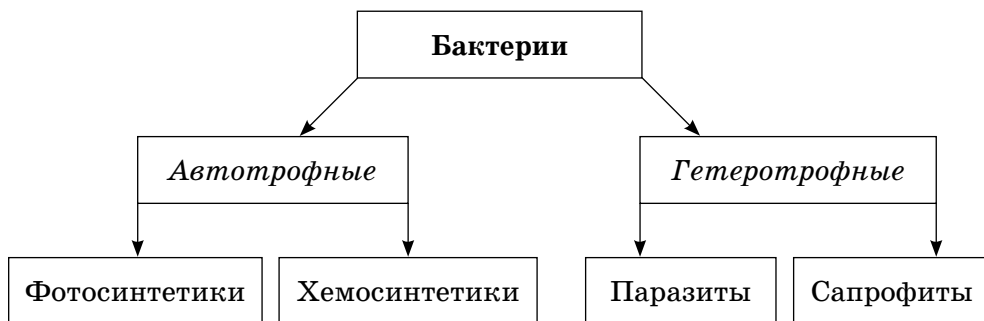 Бактерии
Автотрофные Гетеротрофные
Фотосинтетики Хемосинтетики Паразиты Сапрофиты